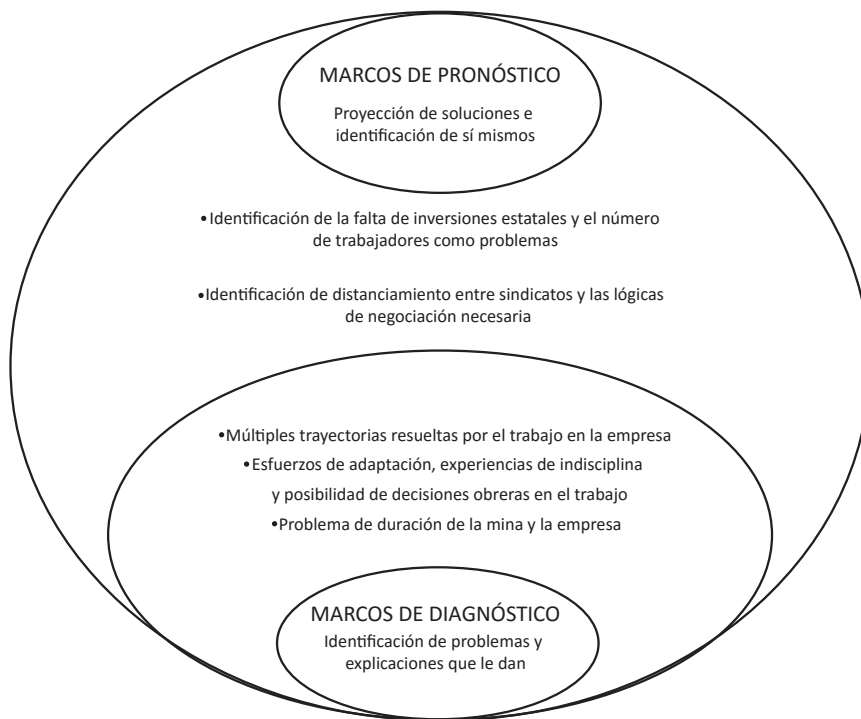 MARCOS DE PRONÓSTICO
Proyección de soluciones e
identificación de sí mismos
•Identificación de la falta de inversiones estatales y el número
de trabajadores como problemas
•Identificación de distanciamiento entre sindicatos y las lógicas
de negociación necesaria
•Múltiples trayectorias resueltas por el trabajo en la empresa
•Esfuerzos de adaptación, experiencias de indisciplina
y posibilidad de decisiones obreras en el trabajo
•Problema de duración de la mina y la empresa
MARCOS DE DIAGNÓSTICO
Identificación de problemas y
explicaciones que le dan